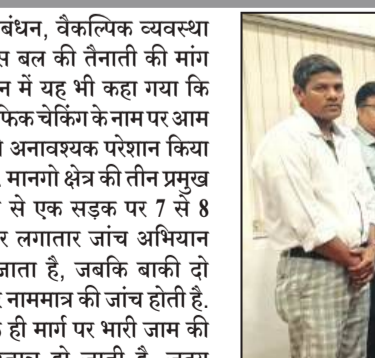 बंधन, वैकल्पिक व्यवस्था
बल की तैनाती की मांग
में यह भी कहा गया कि
फिक चेकिंग के नाम पर आम
अनावश्यक परेशान किया
मानगो क्षेत्र की तीन प्रमुख
से एक सड़क पर 7 से 8
लगातार जांच अभियान
जाता है, जबकि बाकी दो
नाममात्र की जांच होती है.
ही मार्ग पर भारी जाम की